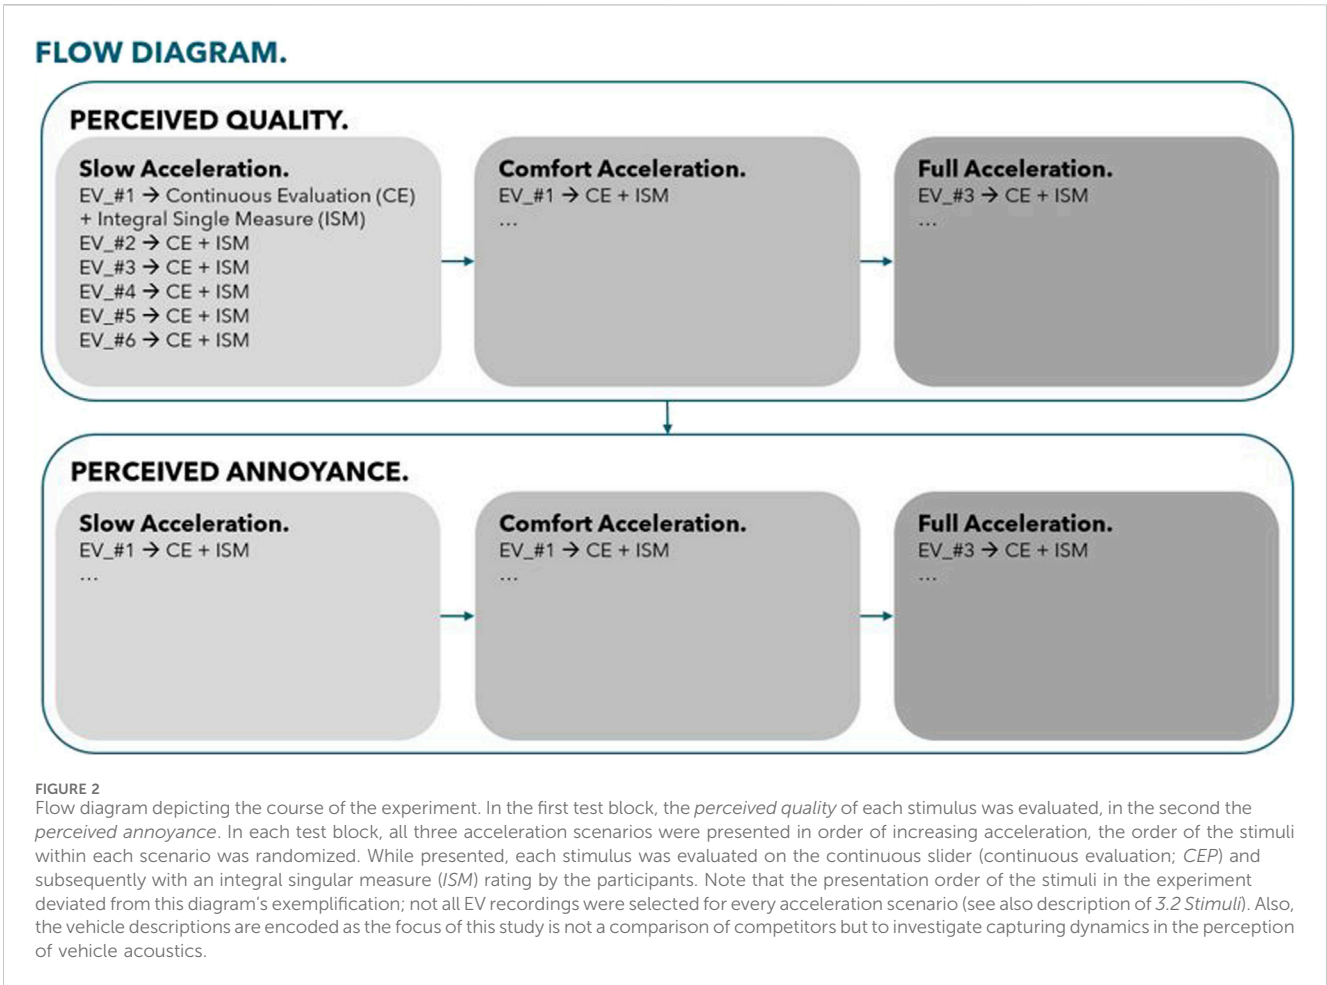 FLOW DIAGRAM.
PERCEIVED QUALITY.
Slow Acceleration.
EV_#1 → Continuous Evaluation (CE)
+ Integral Single Measure (ISM)
EV_#2 → CE + ISM
EV_#3 → CE + ISM
EV_#4 → CE + ISM
EV_#5 → CE + ISM
EV_#6 → CE + ISM
Comfort Acceleration.
EV_#1 → CE + ISM
...
Full Acceleration.
EV_#3 → CE + ISM
...
PERCEIVED ANNOYANCE.
Slow Acceleration.
EV_#1 → CE + ISM
...
Comfort Acceleration.
EV_#1 → CE + ISM
...
Full Acceleration.
EV_#3 → CE + ISM
...
FIGURE 2
Flow diagram depicting the course of the experiment. In the first test block, the perceived quality of each stimulus was evaluated, in the second the
perceived annoyance. In each test block, all three acceleration scenarios were presented in order of increasing acceleration, the order of the stimuli
within each scenario was randomized. While presented, each stimulus was evaluated on the continuous slider (continuous evaluation; CEP) and
subsequently with an integral singular measure (ISM) rating by the participants. Note that the presentation order of the stimuli in the experiment
deviated from this diagram's exemplification; not all EV recordings were selected for every acceleration scenario (see also description of 3.2 Stimuli). Also,
the vehicle descriptions are encoded as the focus of this study is not a comparison of competitors but to investigate capturing dynamics in the perception
of vehicle acoustics.